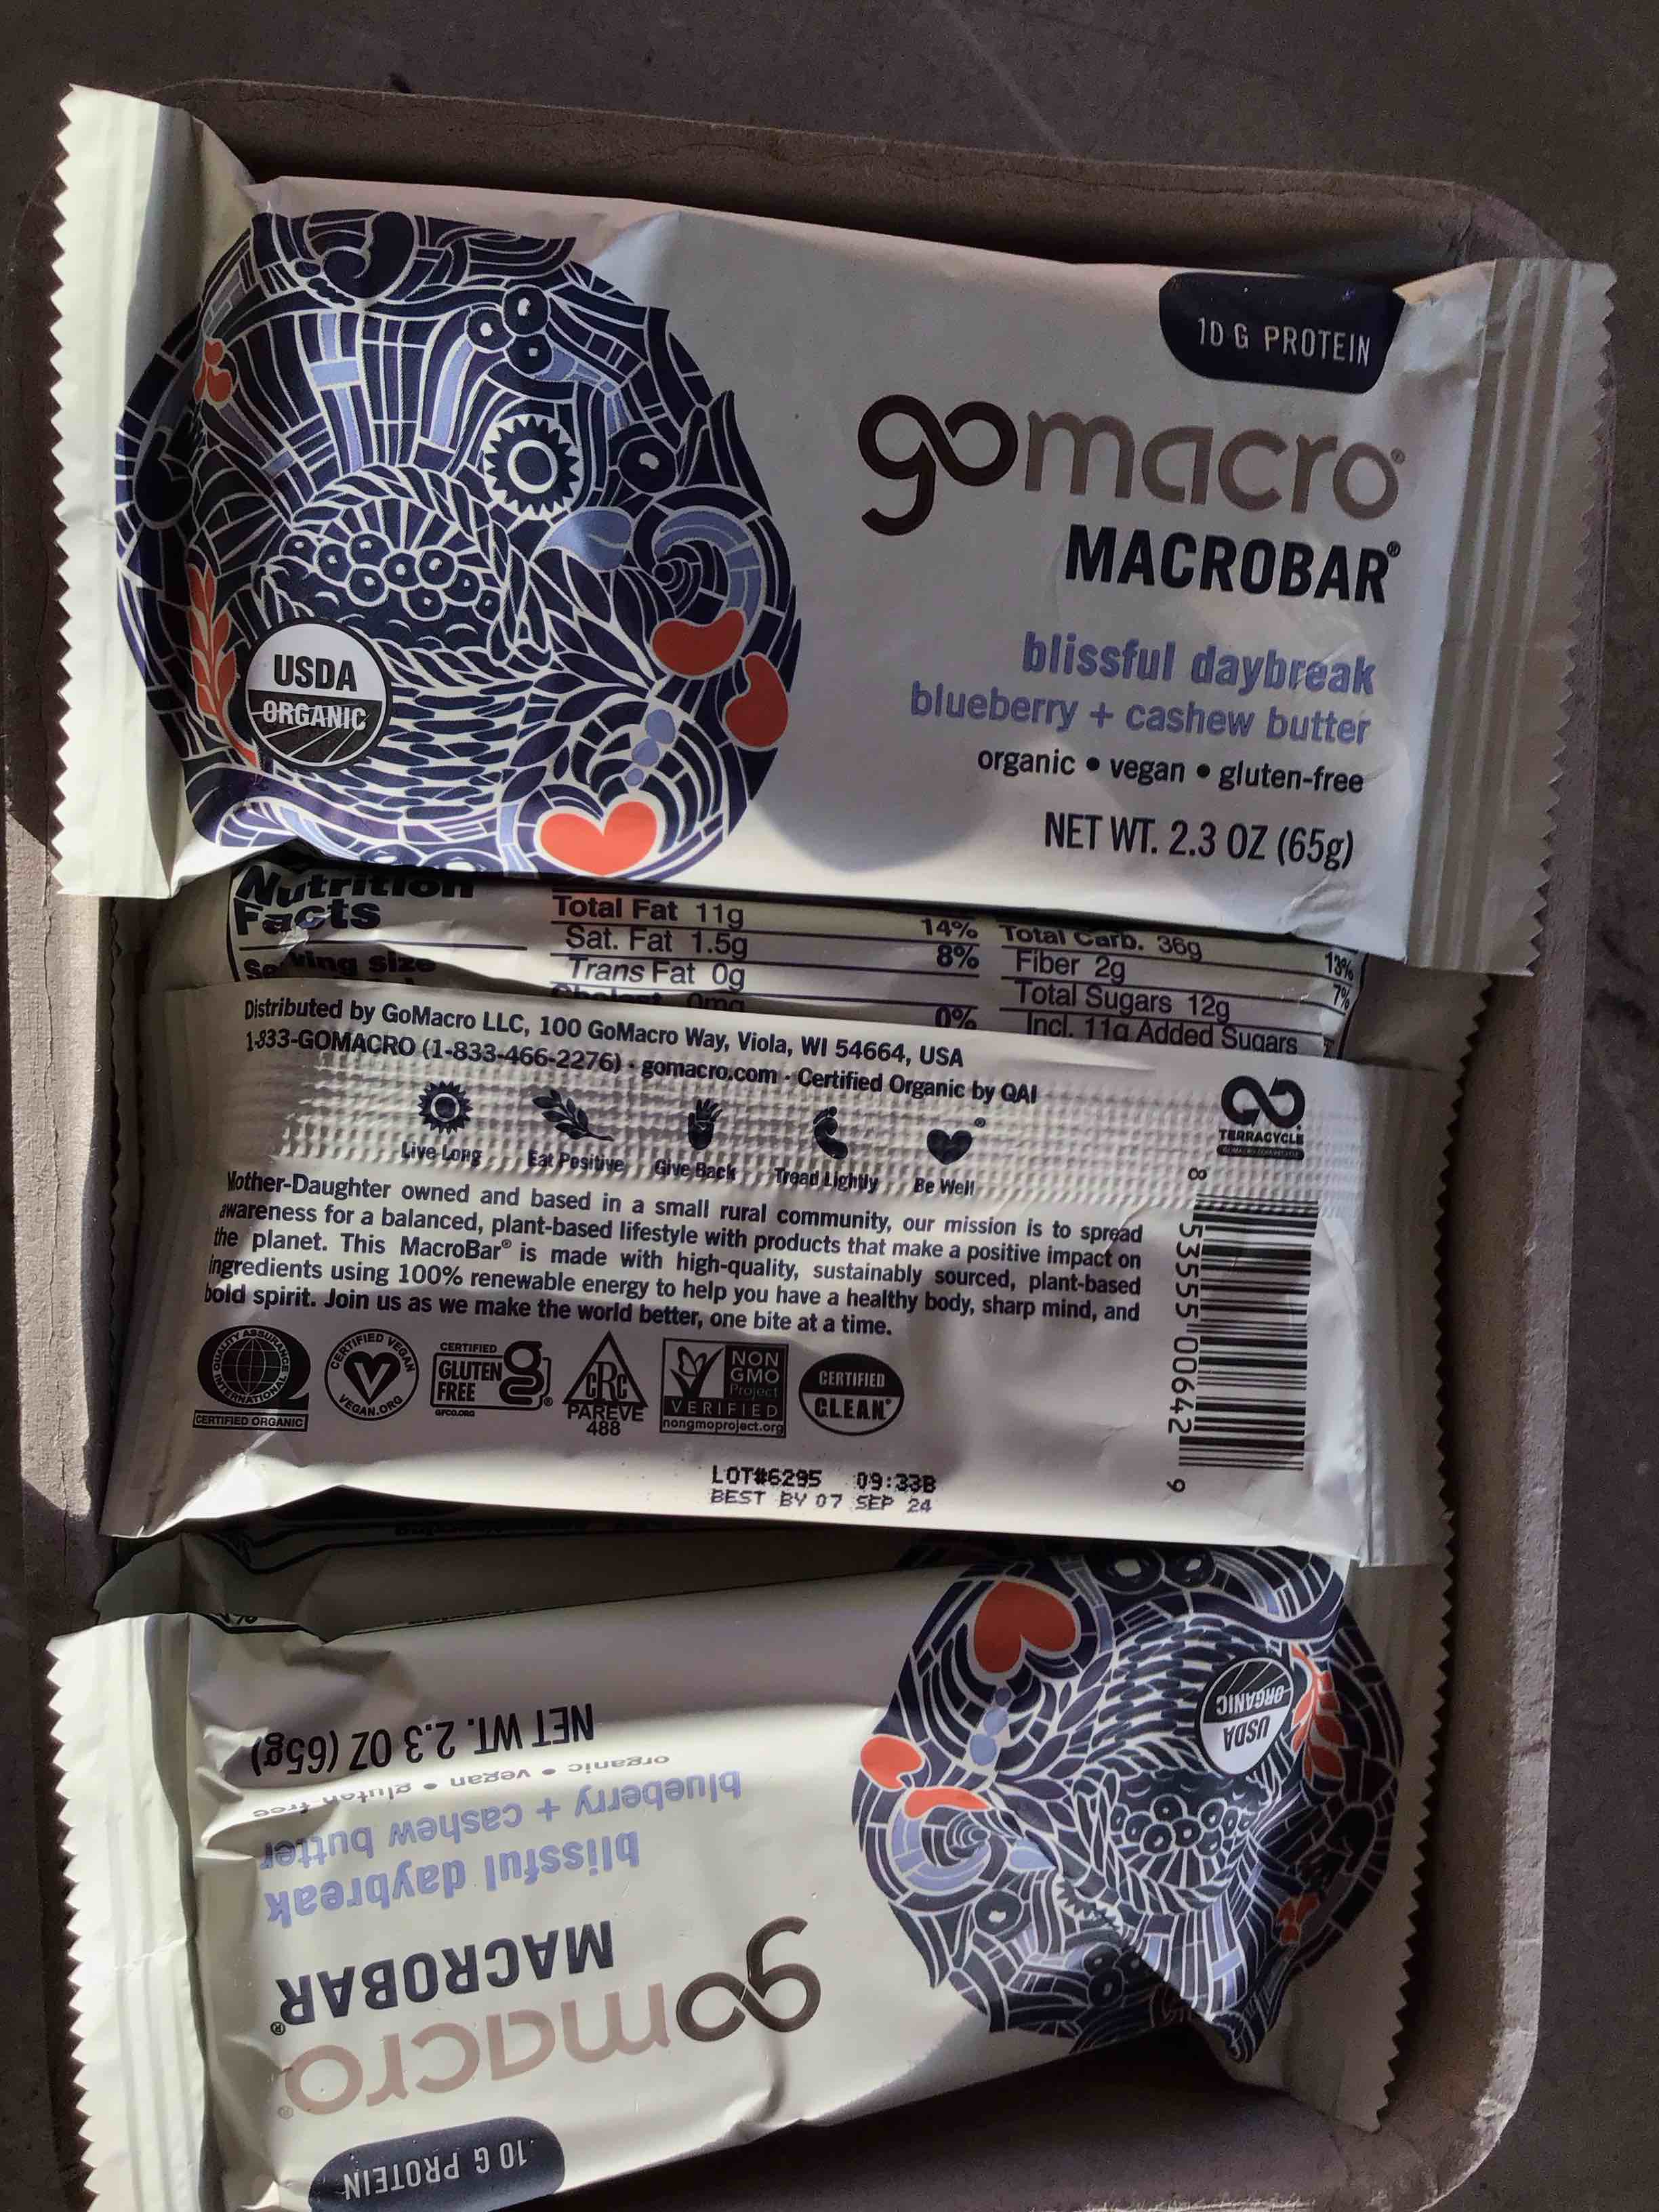 10 G PROTEIN
gomacro®
MACROBAR®
blissful daybreak
blueberry + cashew butter
organic • vegan • gluten-free
NET WT. 2.3 OZ (65g)
USDA
ORGANIC
Nutrition
Facts
Serving size
Total Fat 11g 14%
Sat. Fat 1.5g 8%
Trans Fat 0g
Cholest. 0mg 0%
Total Carb. 36g 13%
Fiber 2g 7%
Total Sugars 12g
Incl. 11g Added Sugars
Distributed by GoMacro LLC, 100 GoMacro Way, Viola, WI 54664, USA
1-833-GOMACRO (1-833-466-2276) • gomacro.com • Certified Organic by QAI
Live Long Eat Positive Give Back Tread Lightly Be Well ®
TERRACYCLE
Mother-Daughter owned and based in a small rural community, our mission is to spread
awareness for a balanced, plant-based lifestyle with products that make a positive impact on
the planet. This MacroBar® is made with high-quality, sustainably sourced, plant-based
ingredients using 100% renewable energy to help you have a healthy body, sharp mind, and
bold spirit. Join us as we make the world better, one bite at a time.
8 53555 00642 9
QUALITY ASSURANCE INTERNATIONAL
CERTIFIED ORGANIC
CERTIFIED VEGAN
VEGAN.ORG
CERTIFIED
GLUTEN
FREE
g®
GFCO.ORG
CRC
PAREVE
488
NON
GMO
Project
VERIFIED
nongmoproject.org
CERTIFIED
CLEAN
LOT#6295 09:33B
BEST BY 07 SEP 24
10 G PROTEIN
gomacro®
MACROBAR®
blissful daybreak
blueberry + cashew butter
organic • vegan • gluten-free
NET WT. 2.3 OZ (65g)
USDA
ORGANIC